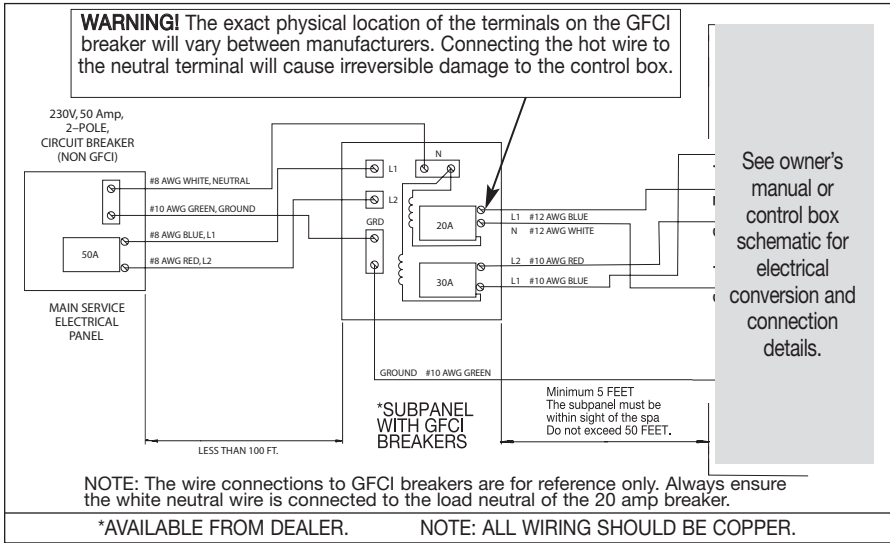 WARNING! The exact physical location of the terminals on the GFCI
breaker will vary between manufacturers. Connecting the hot wire to
the neutral terminal will cause irreversible damage to the control box.
230V, 50 Amp,
2–POLE,
CIRCUIT BREAKER
(NON GFCI)
#8 AWG WHITE, NEUTRAL
#10 AWG GREEN, GROUND
#8 AWG BLUE, L1
#8 AWG RED, L2
50A
MAIN SERVICE
ELECTRICAL
PANEL
N
L1
L2
GRD
20A
30A
L1 #12 AWG BLUE
N #12 AWG WHITE
L2 #10 AWG RED
L1 #10 AWG BLUE
GROUND #10 AWG GREEN
See owner's
manual or
control box
schematic for
electrical
conversion and
connection
details.
*SUBPANEL
WITH GFCI
BREAKERS
Minimum 5 FEET
The subpanel must be
within sight of the spa
Do not exceed 50 FEET.
LESS THAN 100 FT.
NOTE: The wire connections to GFCI breakers are for reference only. Always ensure
the white neutral wire is connected to the load neutral of the 20 amp breaker.
*AVAILABLE FROM DEALER. NOTE: ALL WIRING SHOULD BE COPPER.